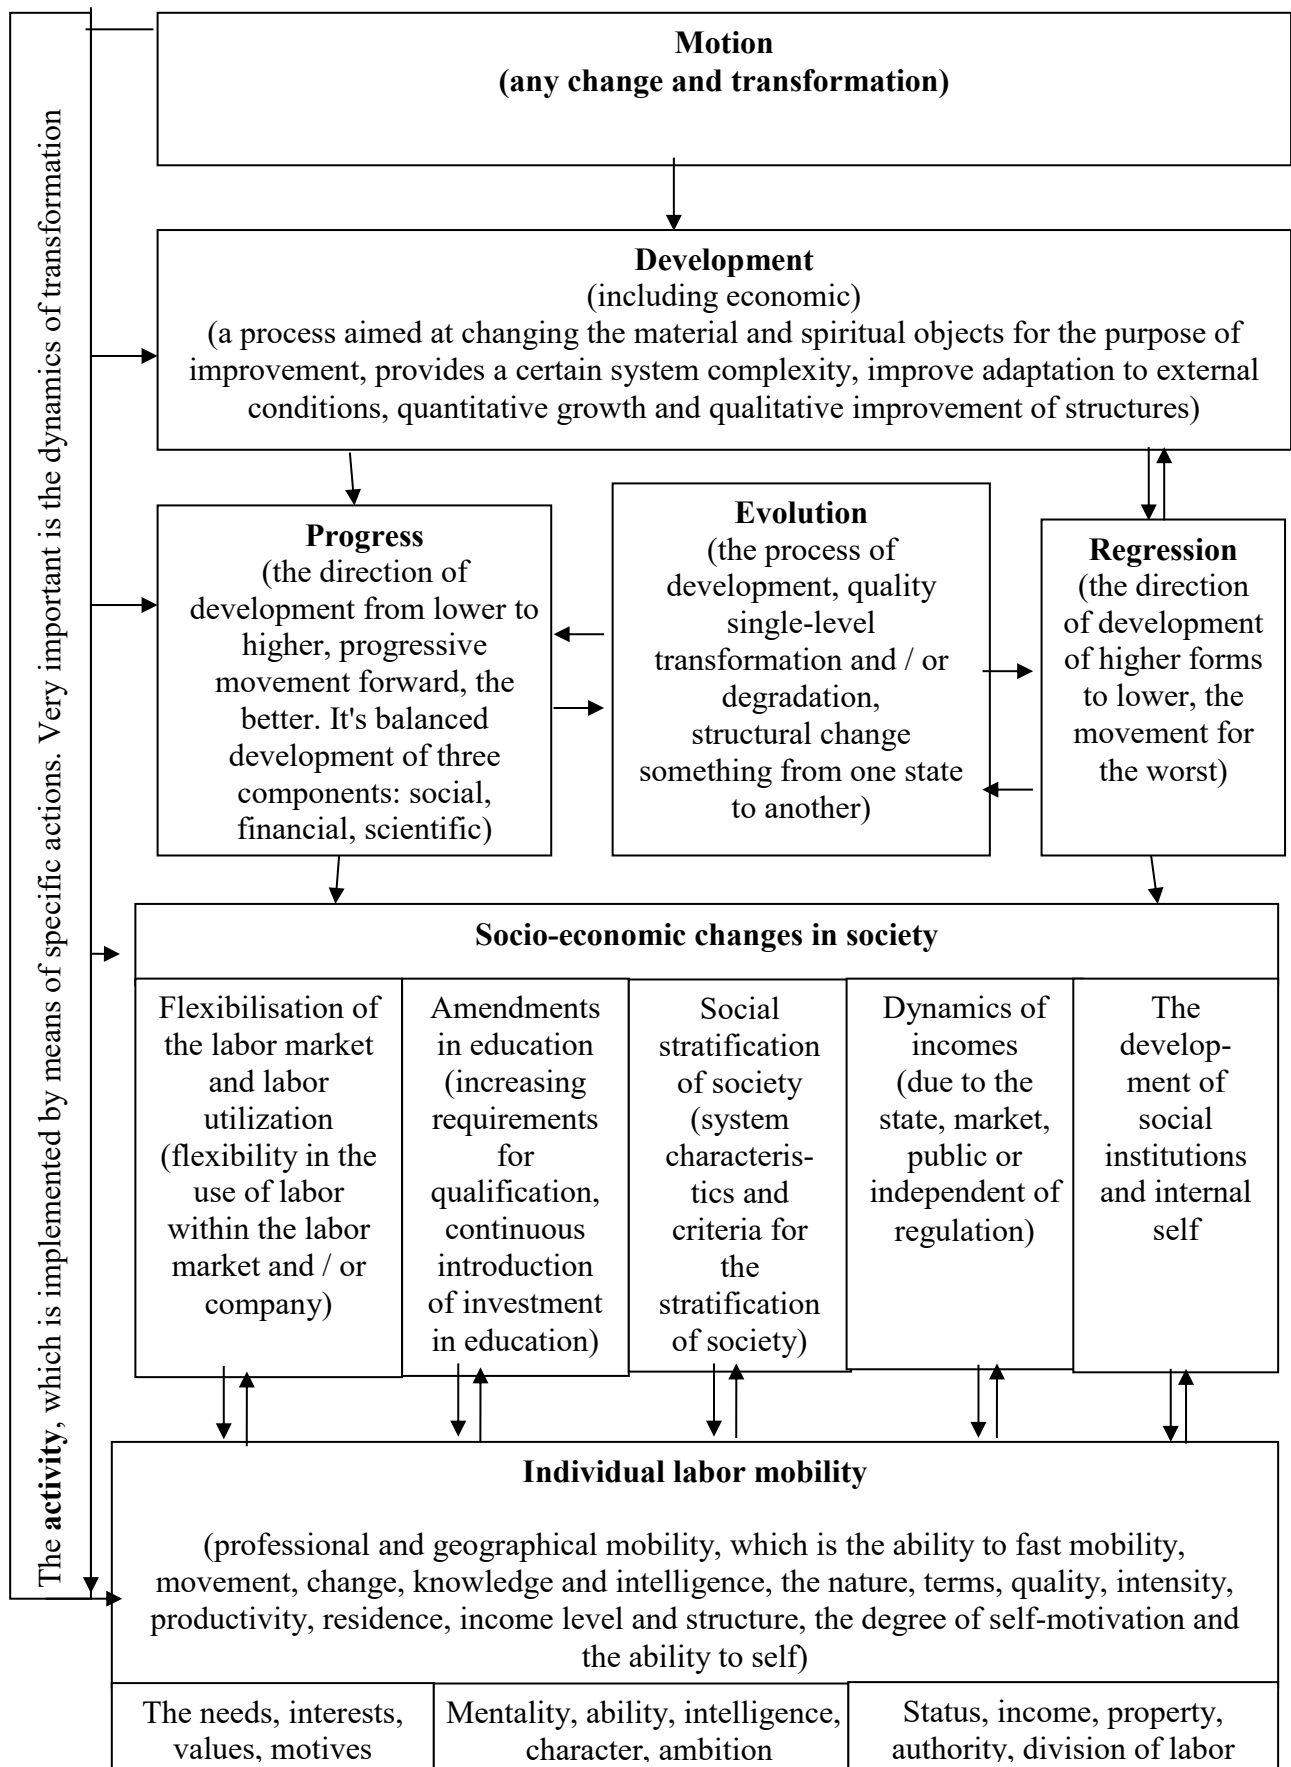 The activity, which is implemented by means of specific actions. Very important is the dynamics of transformation
Motion
(any change and transformation)
Development
(including economic)
(a process aimed at changing the material and spiritual objects for the purpose of
improvement, provides a certain system complexity, improve adaptation to external
conditions, quantitative growth and qualitative improvement of structures)
Progress
(the direction of
development from lower to
higher, progressive
movement forward, the
better. It's balanced
development of three
components: social,
financial, scientific)
Evolution
(the process of
development, quality
single-level
transformation and / or
degradation,
structural change
something from one state
to another)
Regression
(the direction
of development
of higher forms
to lower, the
movement for
the worst)
Socio-economic changes in society
Flexibilisation of
the labor market
and labor
utilization
(flexibility in the
use of labor
within the labor
market and / or
company)
Amendments
in education
(increasing
requirements
for
qualification,
continuous
introduction
of investment
in education)
Social
stratification
of society
(system
characteris-
tics and
criteria for
the
stratification
of society)
Dynamics of
incomes
(due to the
state, market,
public or
independent of
regulation)
The
develop-
ment of
social
institutions
and internal
self
Individual labor mobility
(professional and geographical mobility, which is the ability to fast mobility,
movement, change, knowledge and intelligence, the nature, terms, quality, intensity,
productivity, residence, income level and structure, the degree of self-motivation and
the ability to self)
The needs, interests,
values, motives
Mentality, ability, intelligence,
character, ambition
Status, income, property,
authority, division of labor